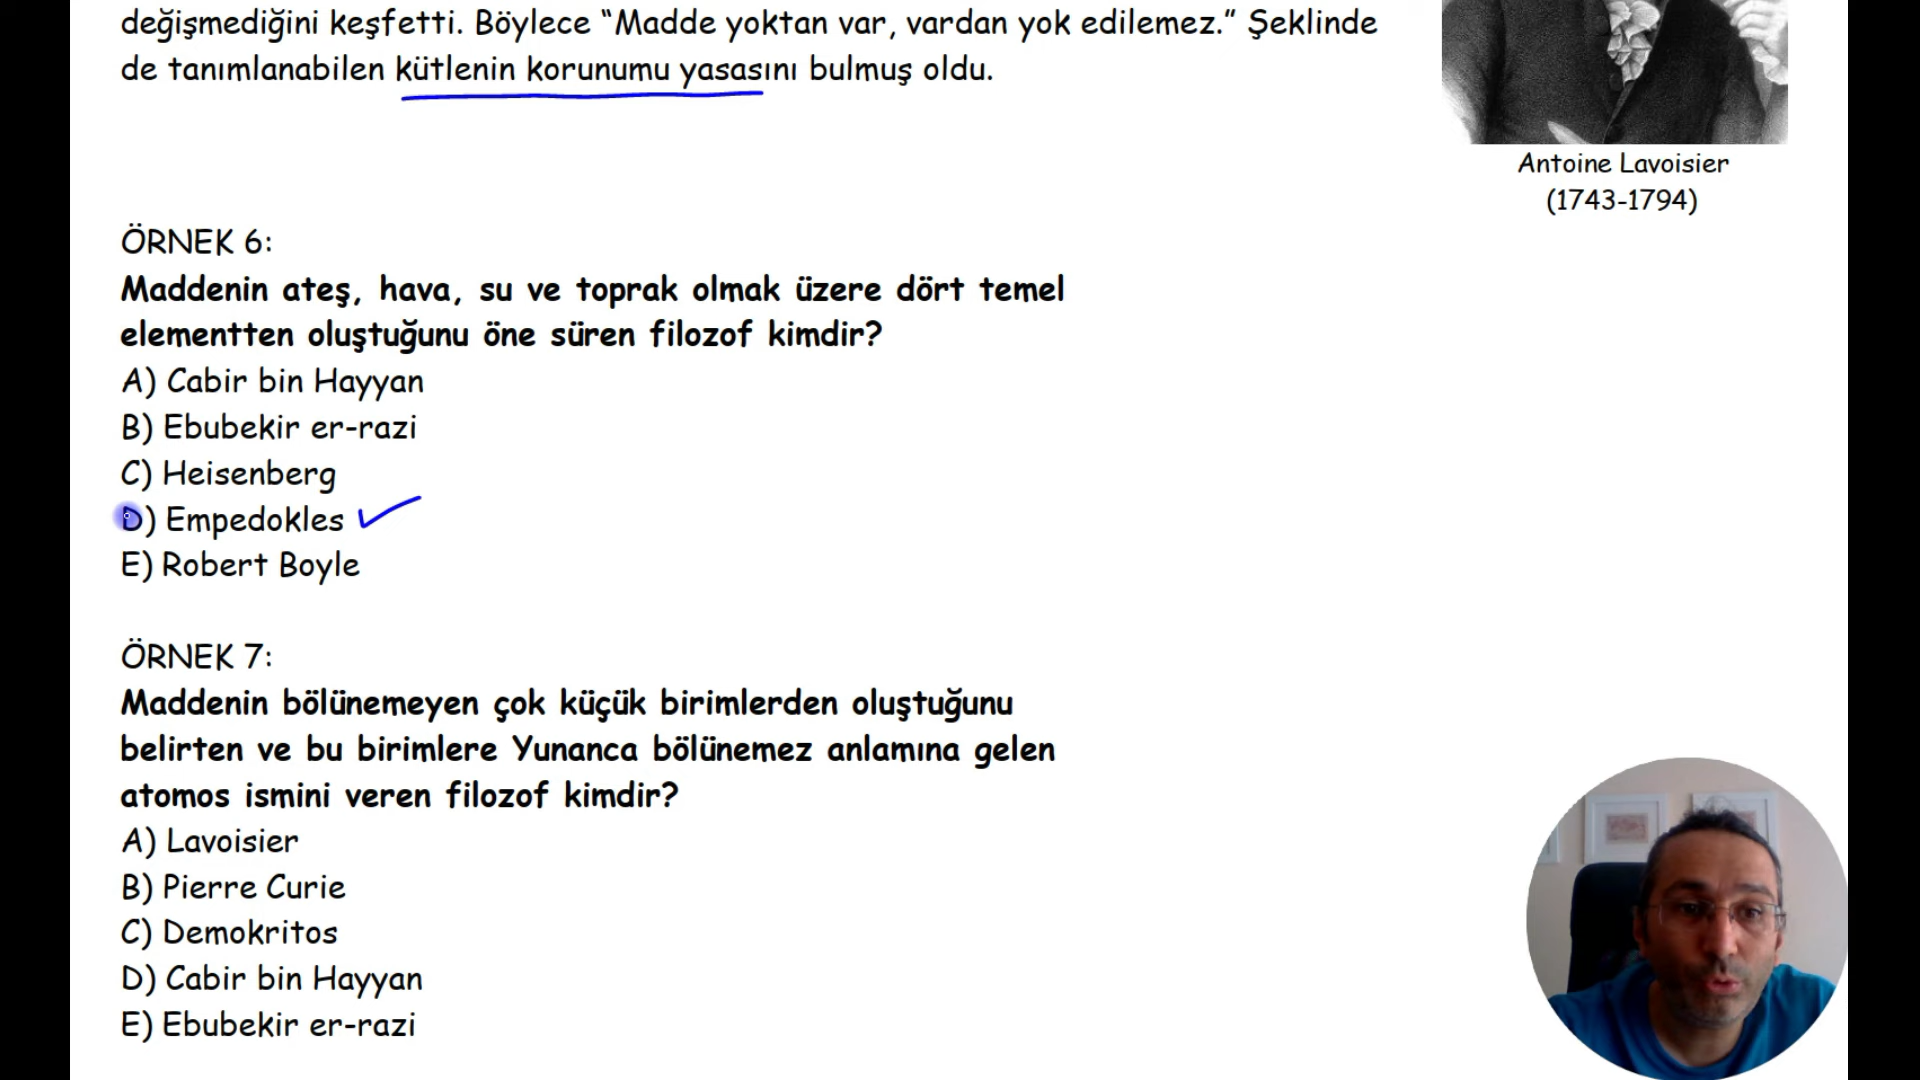 değişmediğini keşfetti. Böylece “Madde yoktan var, vardan yok edilemez.” Şeklinde
de tanımlanabilen kütlenin korunumu yasasını bulmuş oldu.
Antoine Lavoisier
(1743-1794)
ÖRNEK 6:
Maddenin ateş, hava, su ve toprak olmak üzere dört temel
elementten oluştuğunu öne süren filozof kimdir?
A) Cabir bin Hayyan
B) Ebubekir er-razi
C) Heisenberg
D) Empedokles
E) Robert Boyle
ÖRNEK 7:
Maddenin bölünemeyen çok küçük birimlerden oluştuğunu
belirten ve bu birimlere Yunanca bölünemez anlamına gelen
atomos ismini veren filozof kimdir?
A) Lavoisier
B) Pierre Curie
C) Demokritos
D) Cabir bin Hayyan
E) Ebubekir er-razi